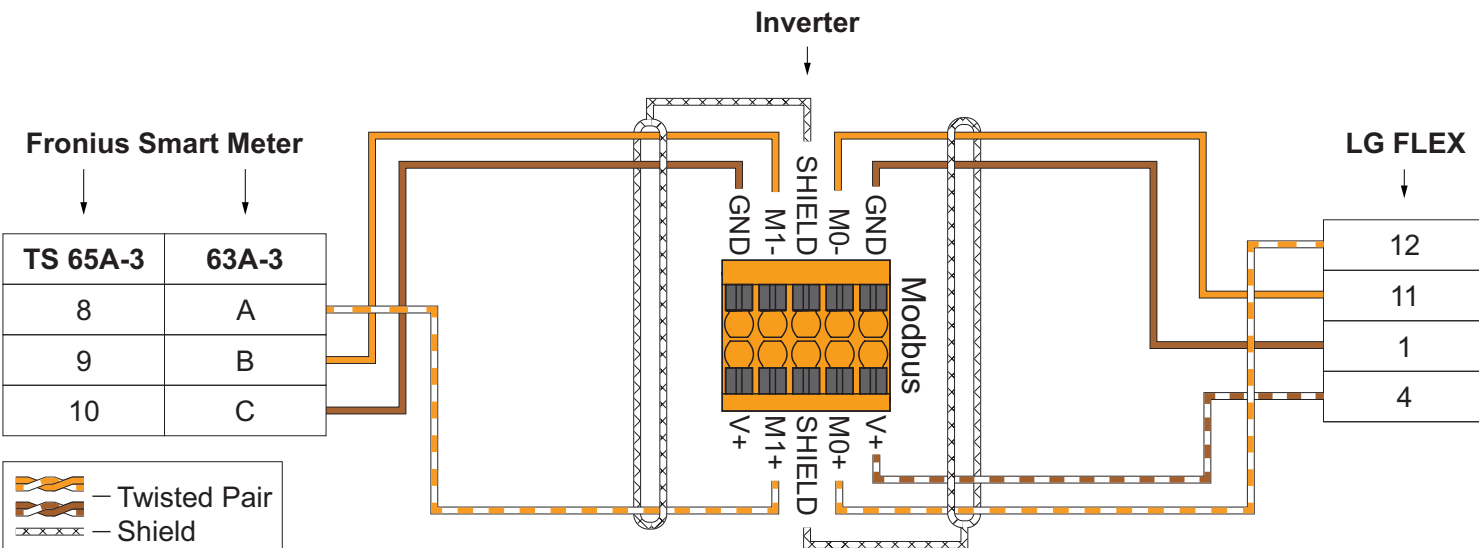 Inverter
Fronius Smart Meter
LG FLEX
TS 65A-3 63A-3
8 A
9 B
10 C
GND M1- SHIELD M0- GND
Modbus
V+ M1+ SHIELD M0+ V+
12
11
1
4
Twisted Pair
Shield